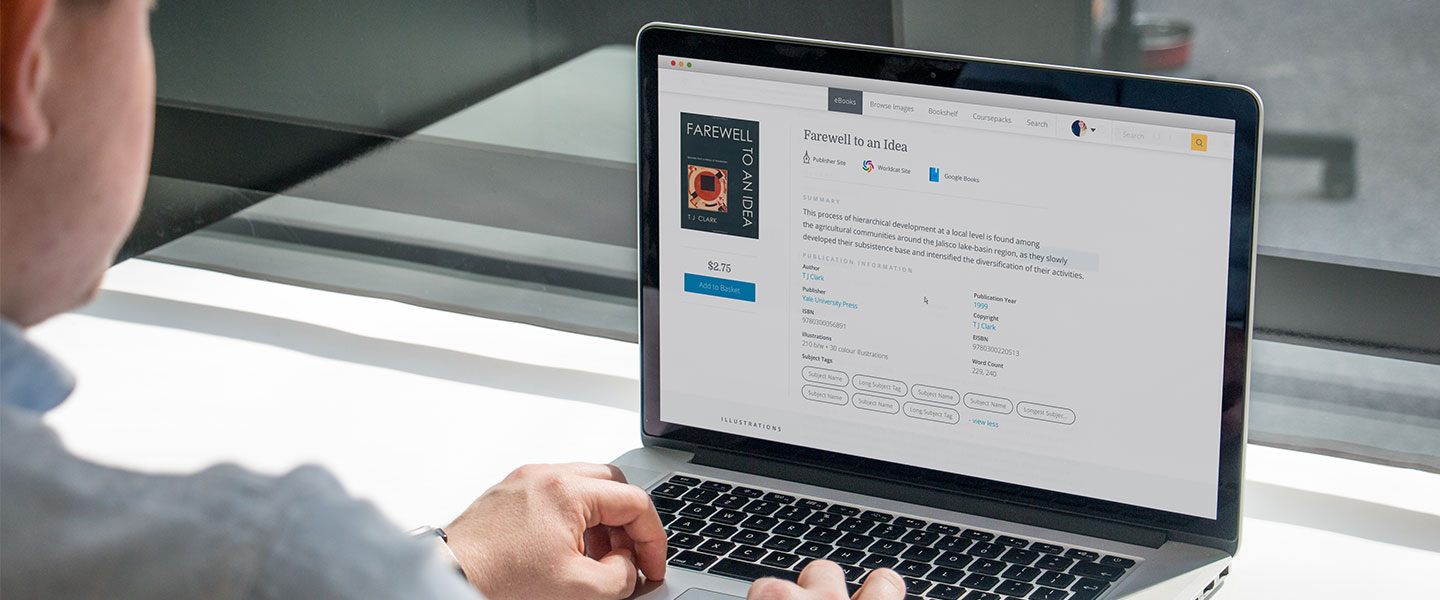 eBooks Browse Images Bookshelf Coursepacks Search Search
FAREWELL
TO AN IDEA
T J CLARK
$2.75
Add to Basket
Farewell to an Idea
Publisher Site Worldcat Site Google Books
SUMMARY
This process of hierarchical development at a local level is found among
the agricultural communities around the Jalisco lake-basin region, as they slowly
developed their subsistence base and intensified the diversification of their activities.
PUBLICATION INFORMATION
Author
T J Clark
Publisher
Yale University Press
ISBN
9780300056891
Illustrations
210 b/w + 30 colour illustrations
Publication Year
1999
Copyright
T J Clark
EISBN
9780300220513
Word Count
229, 240
Subject Tags
Subject Name Long Subject Tag Subject Name Subject Name Longest Subjec...
Subject Name Subject Name Long Subject Tag - view less
ILLUSTRATIONS